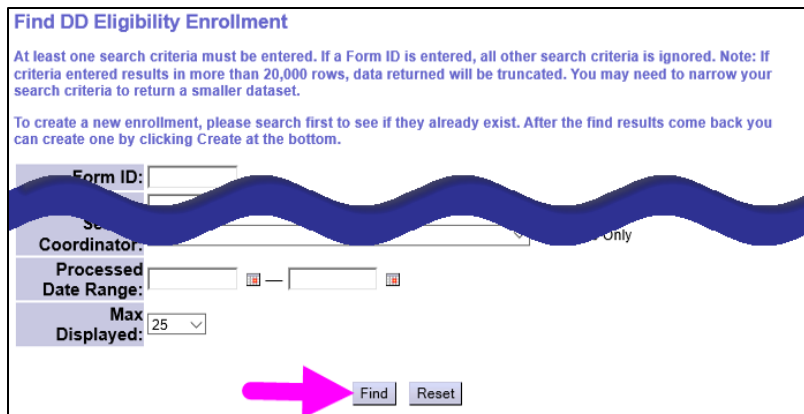 Find DD Eligibility Enrollment
At least one search criteria must be entered. If a Form ID is entered, all other search criteria is ignored. Note: If
criteria entered results in more than 20,000 rows, data returned will be truncated. You may need to narrow your
search criteria to return a smaller dataset.
To create a new enrollment, please search first to see if they already exist. After the find results come back you
can create one by clicking Create at the bottom.
Form ID:
Coordinator:
Only
Processed
Date Range:
—
Max
Displayed:
25
Find Reset